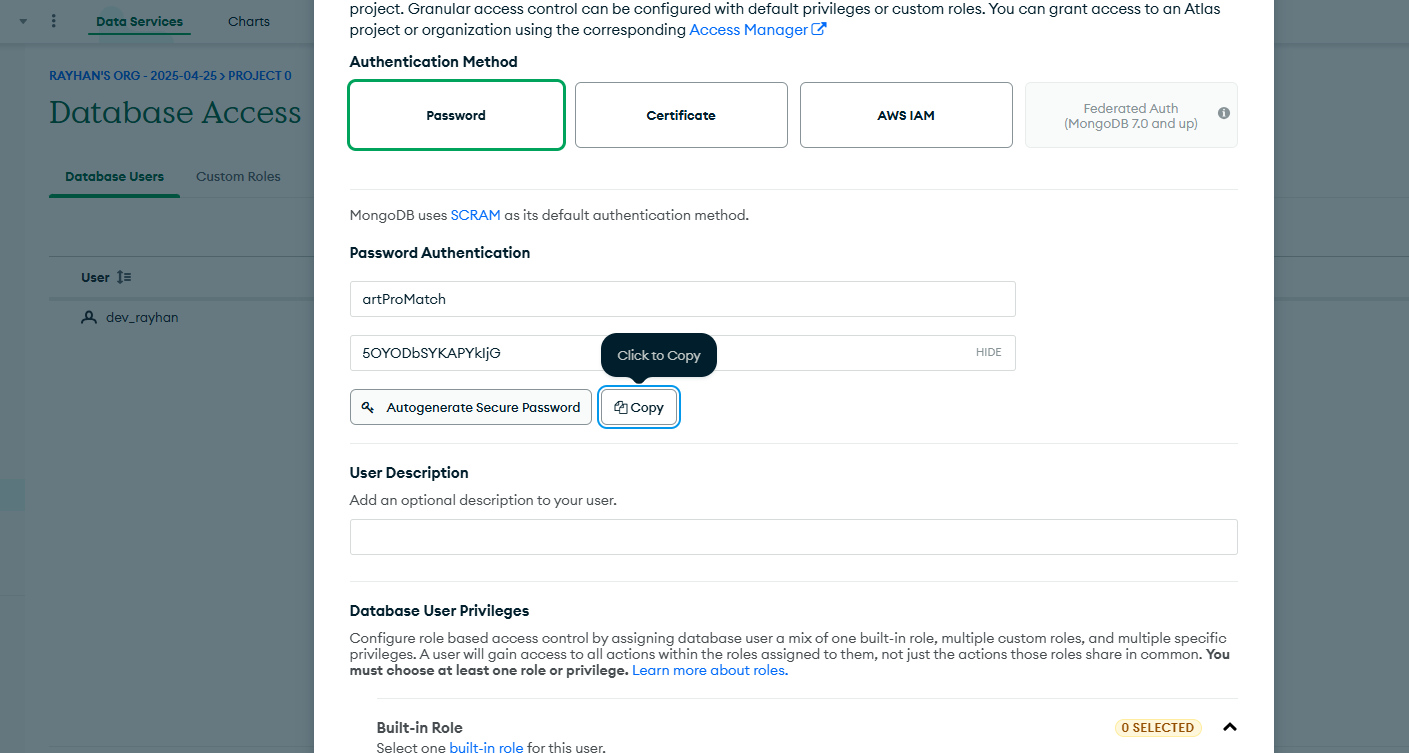 Data Services
Charts
RAYHAN'S ORG - 2025-04-25 > PROJECT 0
Database Access
Database Users
Custom Roles
User
dev_rayhan
project. Granular access control can be configured with default privileges or custom roles. You can grant access to an Atlas
project or organization using the corresponding Access Manager
Authentication Method
Password
Certificate
AWS IAM
Federated Auth
(MongoDB 7.0 and up)
MongoDB uses SCRAM as its default authentication method.
Password Authentication
artProMatch
5OYODbSYKAPYkIjG
HIDE
Click to Copy
Autogenerate Secure Password
Copy
User Description
Add an optional description to your user.
Database User Privileges
Configure role based access control by assigning database user a mix of one built-in role, multiple custom roles, and multiple specific
privileges. A user will gain access to all actions within the roles assigned to them, not just the actions those roles share in common. You
must choose at least one role or privilege. Learn more about roles.
Built-in Role
0 SELECTED
Select one built-in role for this user.